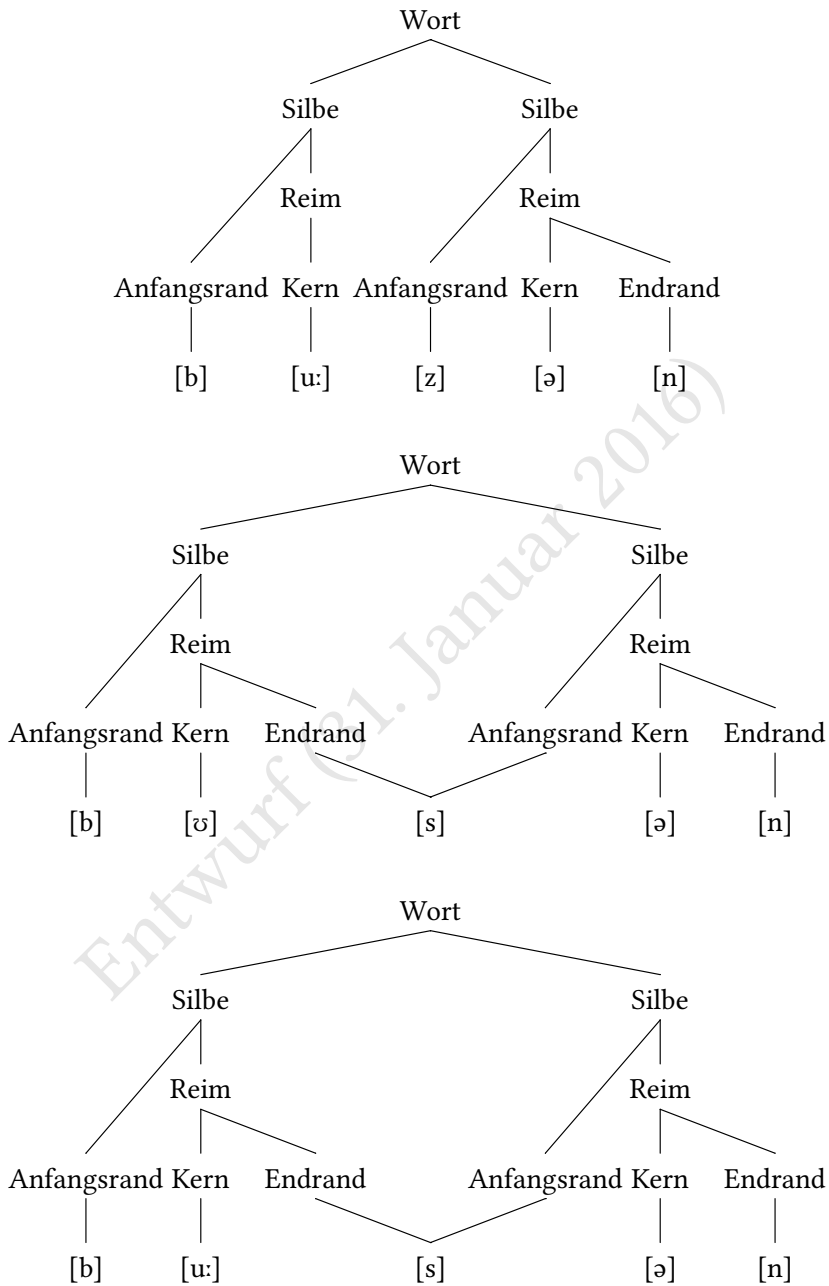 Wort
Silbe Silbe
Reim Reim
Anfangsrand Kern Anfangsrand Kern Endrand
[b] [uː] [z] [ə] [n]
Wort
Silbe Silbe
Reim Reim
Anfangsrand Kern Endrand Anfangsrand Kern Endrand
[b] [ʊ] [s] [ə] [n]
Wort
Silbe Silbe
Reim Reim
Anfangsrand Kern Endrand Anfangsrand Kern Endrand
[b] [uː] [s] [ə] [n]
Entwurf (31. Januar 2016)